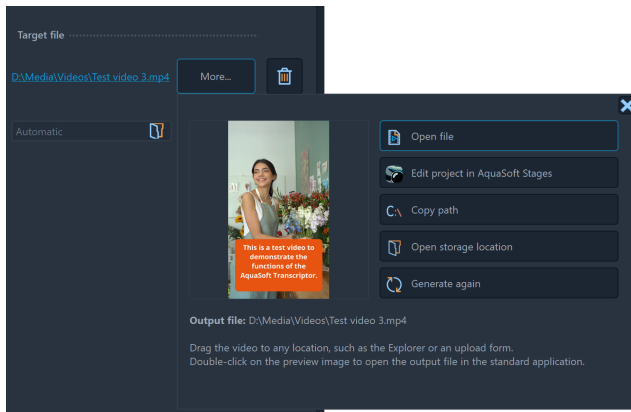 Target file
D:\Media\Videos\Test video 3.mp4
More...
Automatic
Open file
Edit project in AquaSoft Stages
C:\ Copy path
Open storage location
Generate again
This is a test video to
demonstrate the
functions of the
AquaSoft Transcriptor.
Output file: D:\Media\Videos\Test video 3.mp4
Drag the video to any location, such as the Explorer or an upload form.
Double-click on the preview image to open the output file in the standard application.